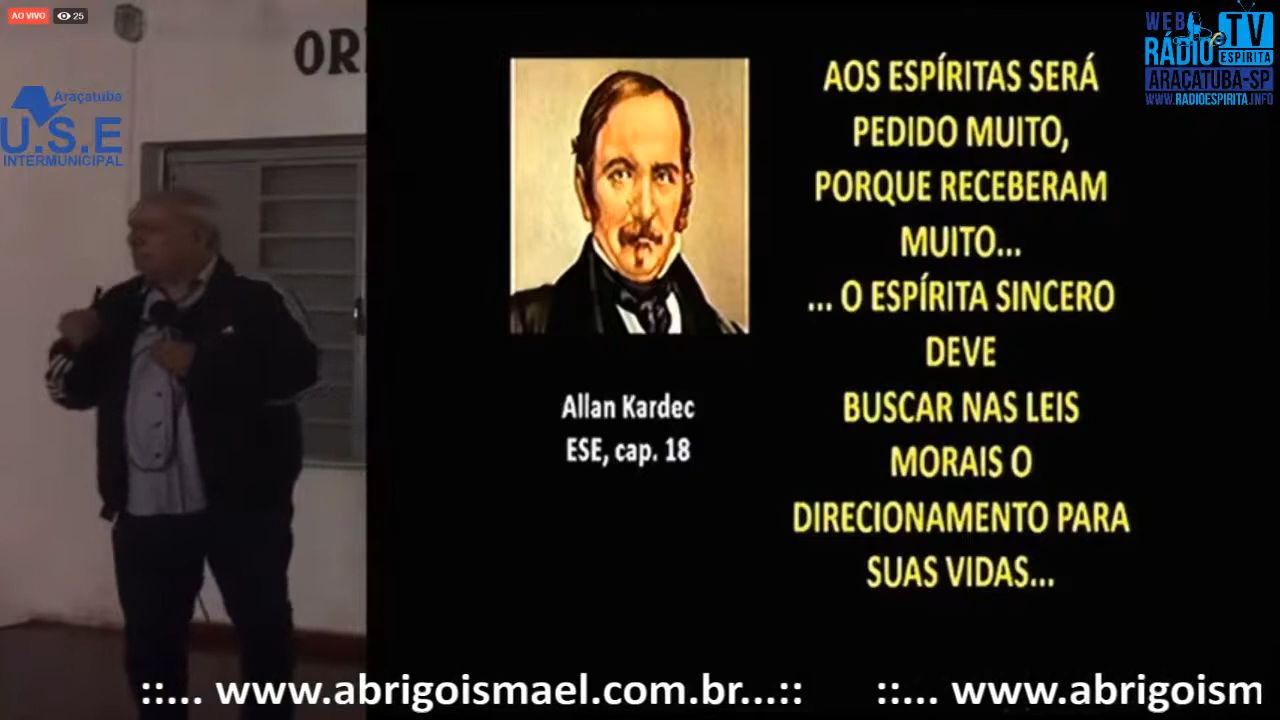 AO VIVO 25
ORI
Araçatuba
U.S.E
INTERMUNICIPAL
WEB
RÁDIO e TV
ESPÍRITA
ARAÇATUBA-SP
WWW.RADIOESPIRITA.INFO
Allan Kardec
ESE, cap. 18
AOS ESPÍRITAS SERÁ
PEDIDO MUITO,
PORQUE RECEBERAM
MUITO...
... O ESPÍRITA SINCERO
DEVE
BUSCAR NAS LEIS
MORAIS O
DIRECIONAMENTO PARA
SUAS VIDAS...
::... www.abrigoismael.com.br...:: ::... www.abrigoism